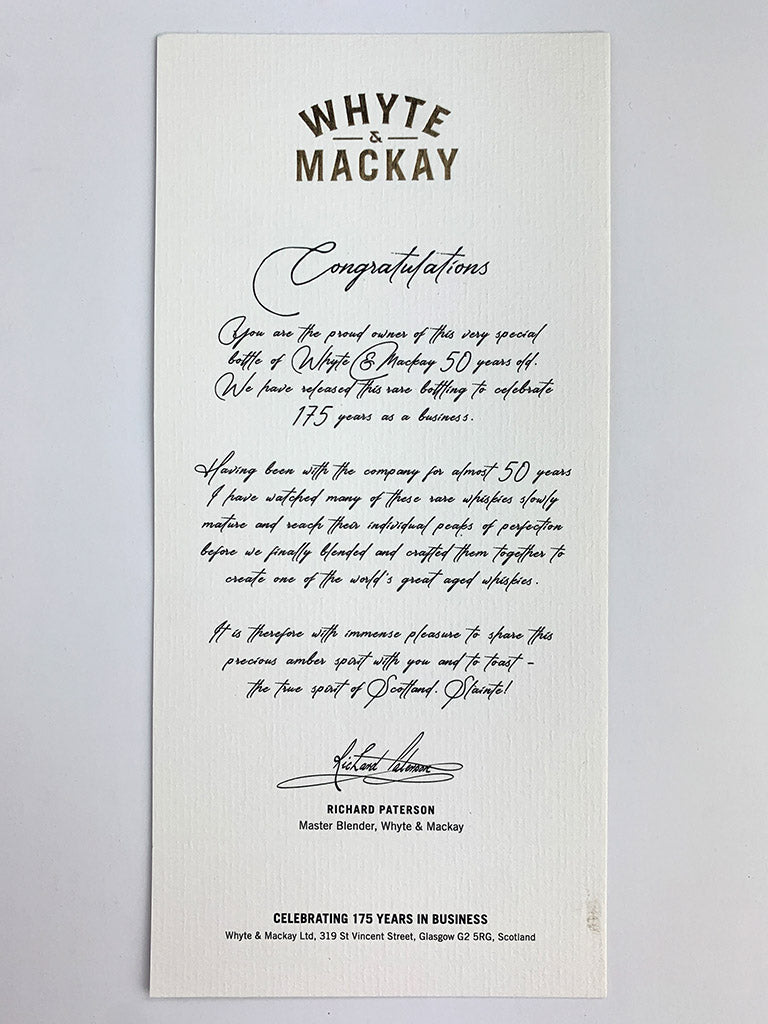 WHYTE
&
MACKAY
Congratulations
You are the proud owner of this very special
bottle of Whyte & Mackay 50 years old.
We have released this rare bottling to celebrate
175 years as a business.
Having been with the company for almost 50 years
I have watched many of these rare whiskies slowly
mature and reach their individual peaks of perfection
before we finally blended and crafted them together to
create one of the world's great aged whiskies.
It is therefore with immense pleasure to share this
precious amber spirit with you and to toast -
the true spirit of Scotland. Slainte!
Richard Paterson
RICHARD PATERSON
Master Blender, Whyte & Mackay
CELEBRATING 175 YEARS IN BUSINESS
Whyte & Mackay Ltd, 319 St Vincent Street, Glasgow G2 5RG, Scotland